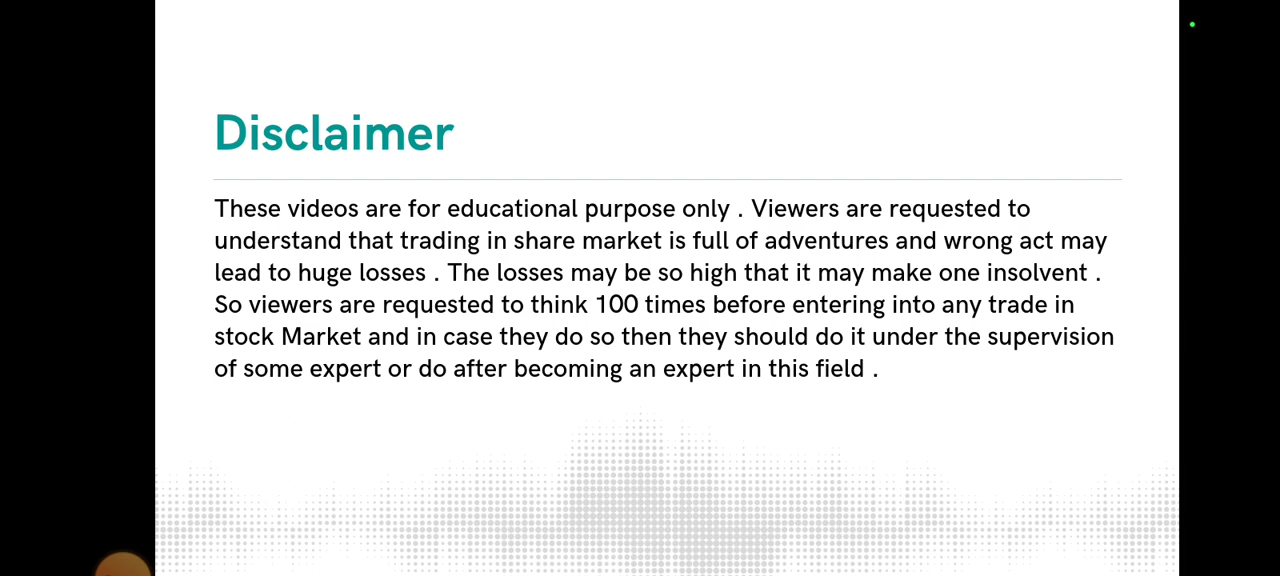 Disclaimer
These videos are for educational purpose only . Viewers are requested to
understand that trading in share market is full of adventures and wrong act may
lead to huge losses . The losses may be so high that it may make one insolvent .
So viewers are requested to think 100 times before entering into any trade in
stock Market and in case they do so then they should do it under the supervision
of some expert or do after becoming an expert in this field .